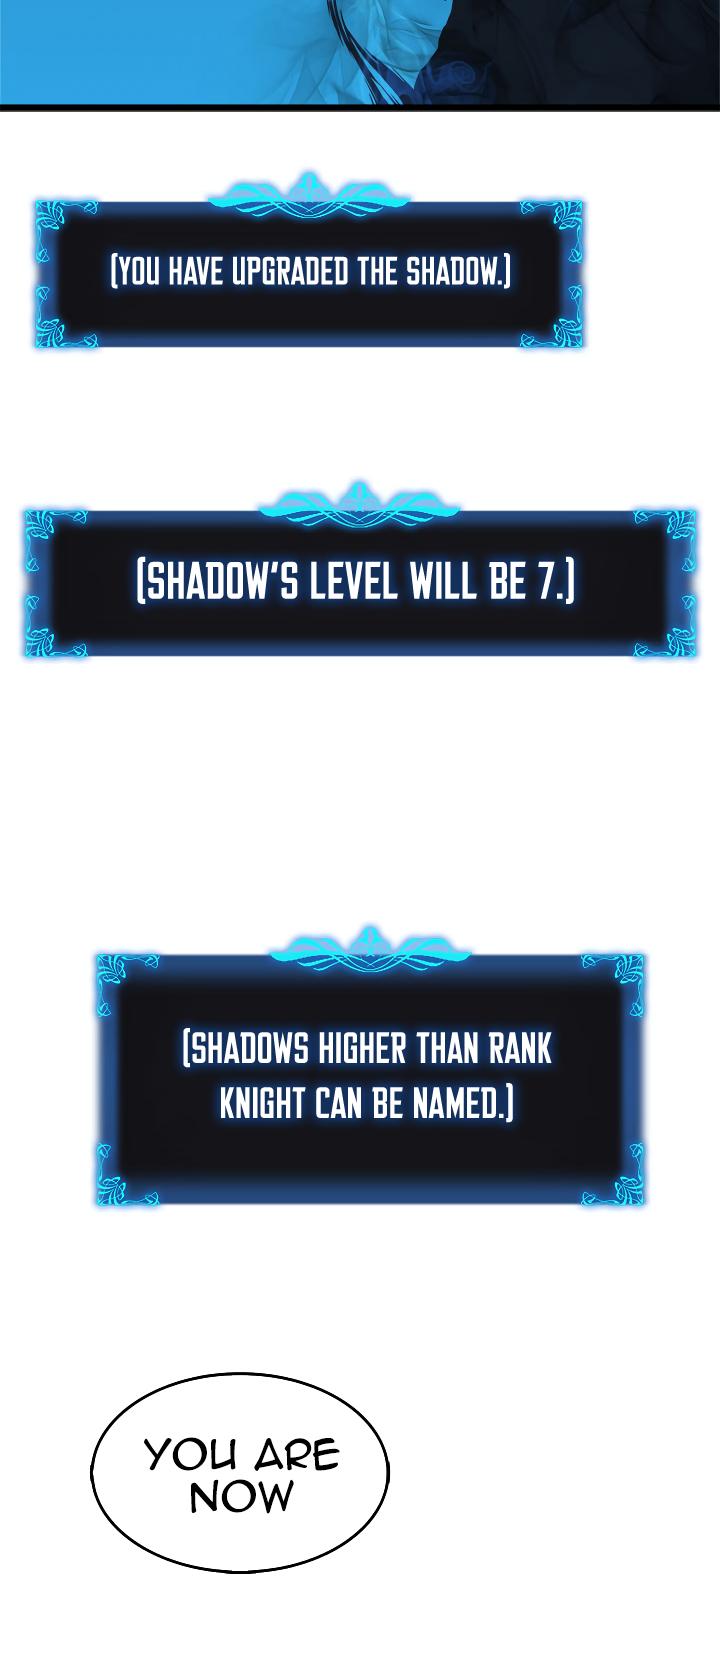 (YOU HAVE UPGRADED THE SHADOW.)
(SHADOW'S LEVEL WILL BE 7.)
(SHADOWS HIGHER THAN RANK
KNIGHT CAN BE NAMED.)
YOU ARE
NOW